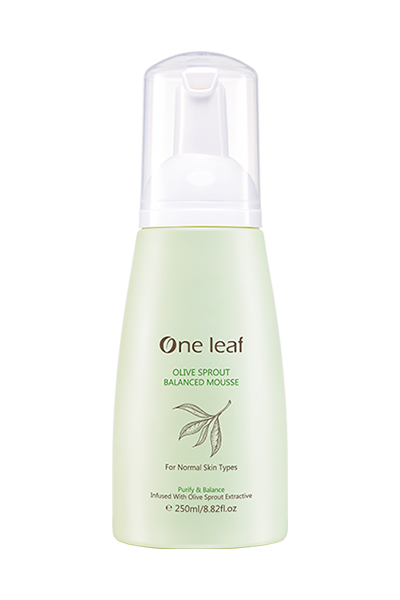 One leaf
OLIVE SPROUT
BALANCED MOUSSE
For Normal Skin Types
Purify & Balance
Infused With Olive Sprout Extractive
℮ 250ml/8.82fl.oz